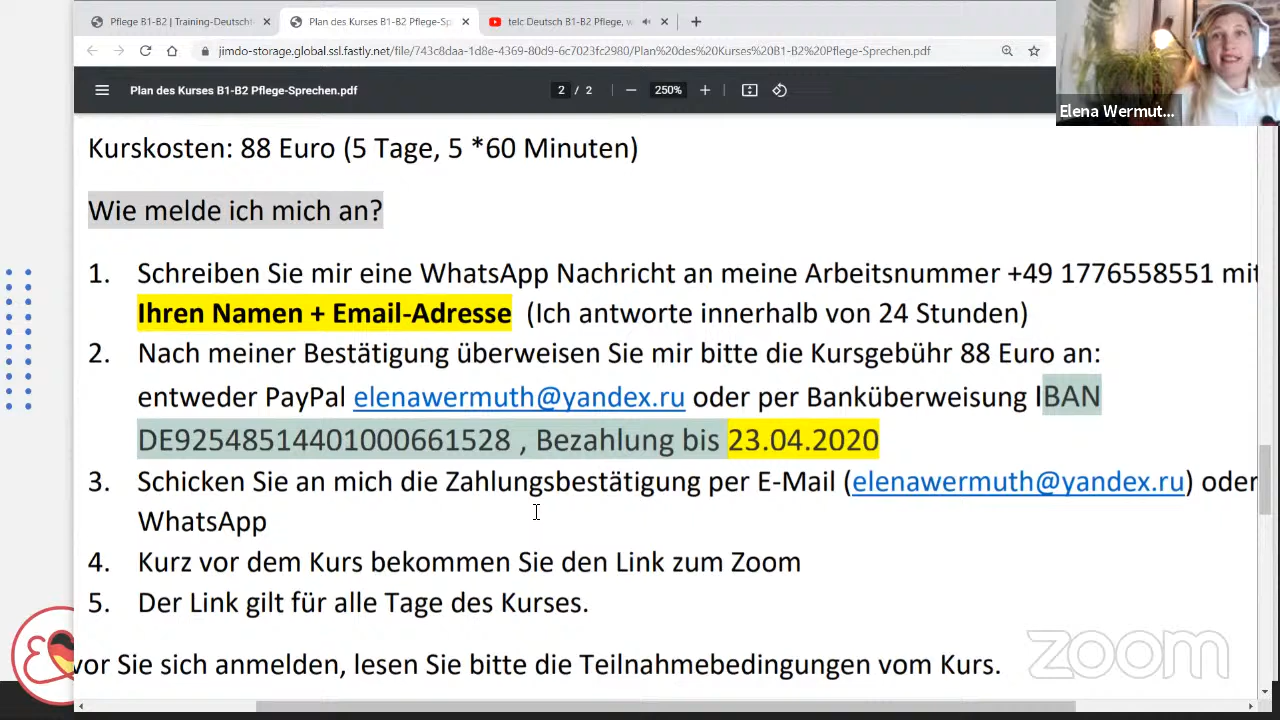 Pflege B1-B2 | Training-Deutsch
Plan des Kurses B1-B2 Pflege-Sp
telc Deutsch B1-B2 Pflege, w
jimdo-storage.global.ssl.fastly.net/file/743c8daa-1d8e-4369-80d9-6c7023fc2980/Plan%20des%20Kurses%20B1-B2%20Pflege-Sprechen.pdf
Plan des Kurses B1-B2 Pflege-Sprechen.pdf
2 / 2
250%
Elena Wermut...
Kurskosten: 88 Euro (5 Tage, 5 *60 Minuten)
Wie melde ich mich an?
1. Schreiben Sie mir eine WhatsApp Nachricht an meine Arbeitsnummer +49 1776558551 mit
Ihren Namen + Email-Adresse (Ich antworte innerhalb von 24 Stunden)
2. Nach meiner Bestätigung überweisen Sie mir bitte die Kursgebühr 88 Euro an:
entweder PayPal elenawermuth@yandex.ru oder per Banküberweisung IBAN
DE92548514401000661528 , Bezahlung bis 23.04.2020
3. Schicken Sie an mich die Zahlungsbestätigung per E-Mail (elenawermuth@yandex.ru) oder
WhatsApp
4. Kurz vor dem Kurs bekommen Sie den Link zum Zoom
5. Der Link gilt für alle Tage des Kurses.
vor Sie sich anmelden, lesen Sie bitte die Teilnahmebedingungen vom Kurs.
zoom